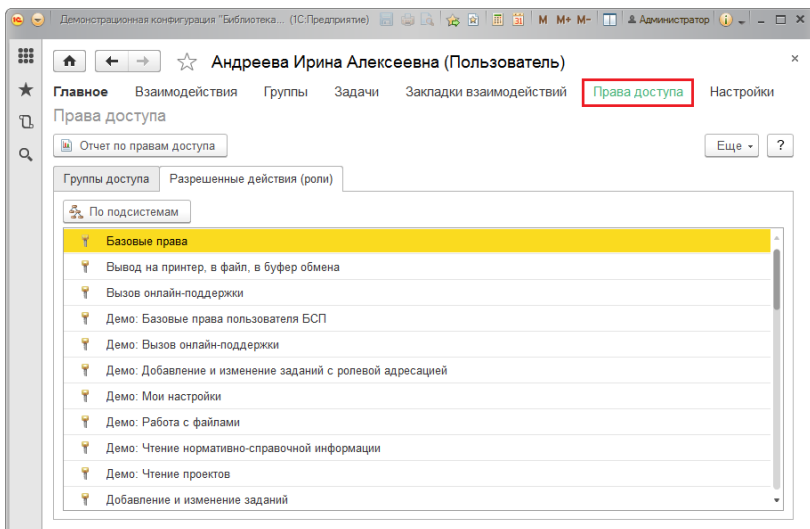 Демонстрационная конфигурация "Библиотека... (1С:Предприятие) M M+ M- Администратор
Андреева Ирина Алексеевна (Пользователь)
Главное Взаимодействия Группы Задачи Закладки взаимодействий Права доступа Настройки
Права доступа
Отчет по правам доступа Еще ?
Группы доступа Разрешенные действия (роли)
По подсистемам
Базовые права
Вывод на принтер, в файл, в буфер обмена
Вызов онлайн-поддержки
Демо: Базовые права пользователя БСП
Демо: Вызов онлайн-поддержки
Демо: Добавление и изменение заданий с ролевой адресацией
Демо: Мои настройки
Демо: Работа с файлами
Демо: Чтение нормативно-справочной информации
Демо: Чтение проектов
Добавление и изменение заданий